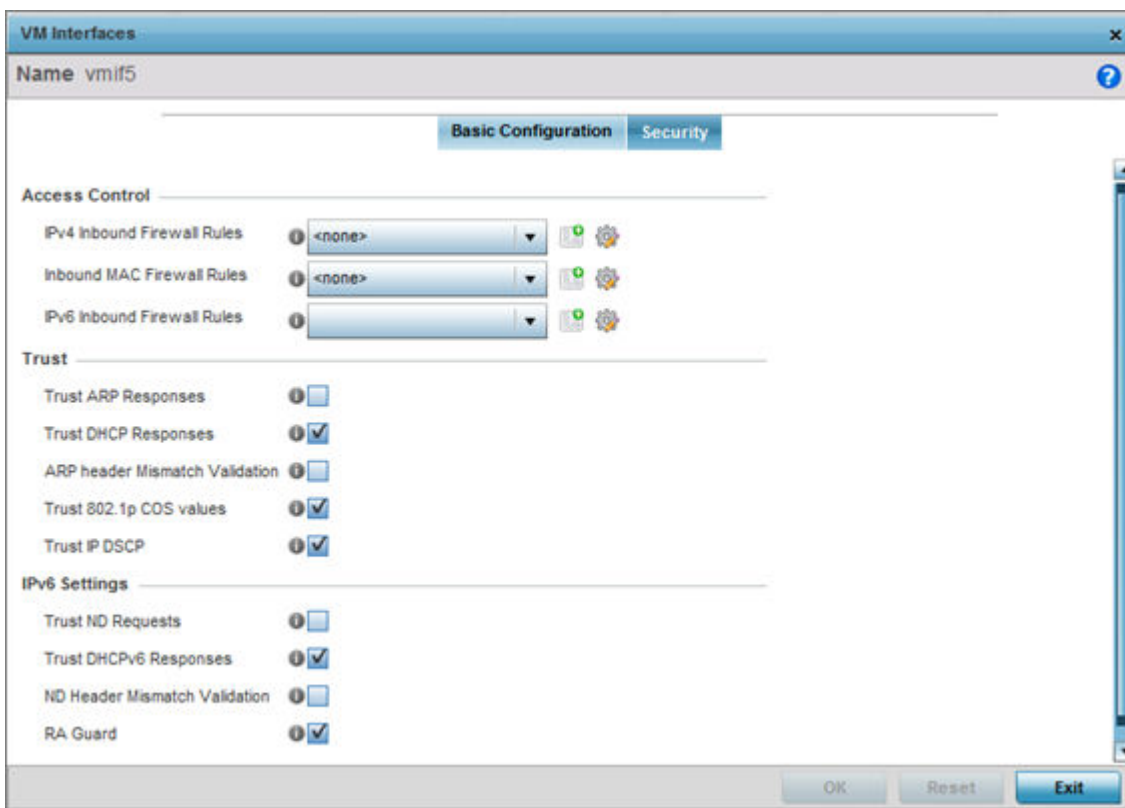 VM Interfaces
Name vmif5
Basic Configuration Security
Access Control
IPv4 Inbound Firewall Rules <none>
Inbound MAC Firewall Rules <none>
IPv6 Inbound Firewall Rules
Trust
Trust ARP Responses
Trust DHCP Responses
ARP header Mismatch Validation
Trust 802.1p COS values
Trust IP DSCP
IPv6 Settings
Trust ND Requests
Trust DHCPv6 Responses
ND Header Mismatch Validation
RA Guard
OK Reset Exit